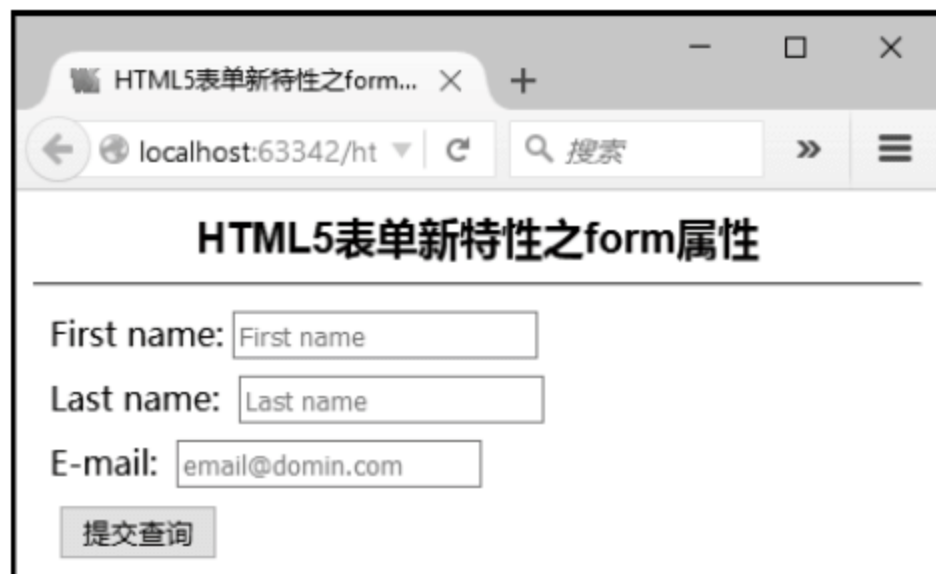 HTML5表单新特性之form...
localhost:63342/ht
搜索
HTML5表单新特性之form属性
First name: First name
Last name: Last name
E-mail: email@domin.com
提交查询